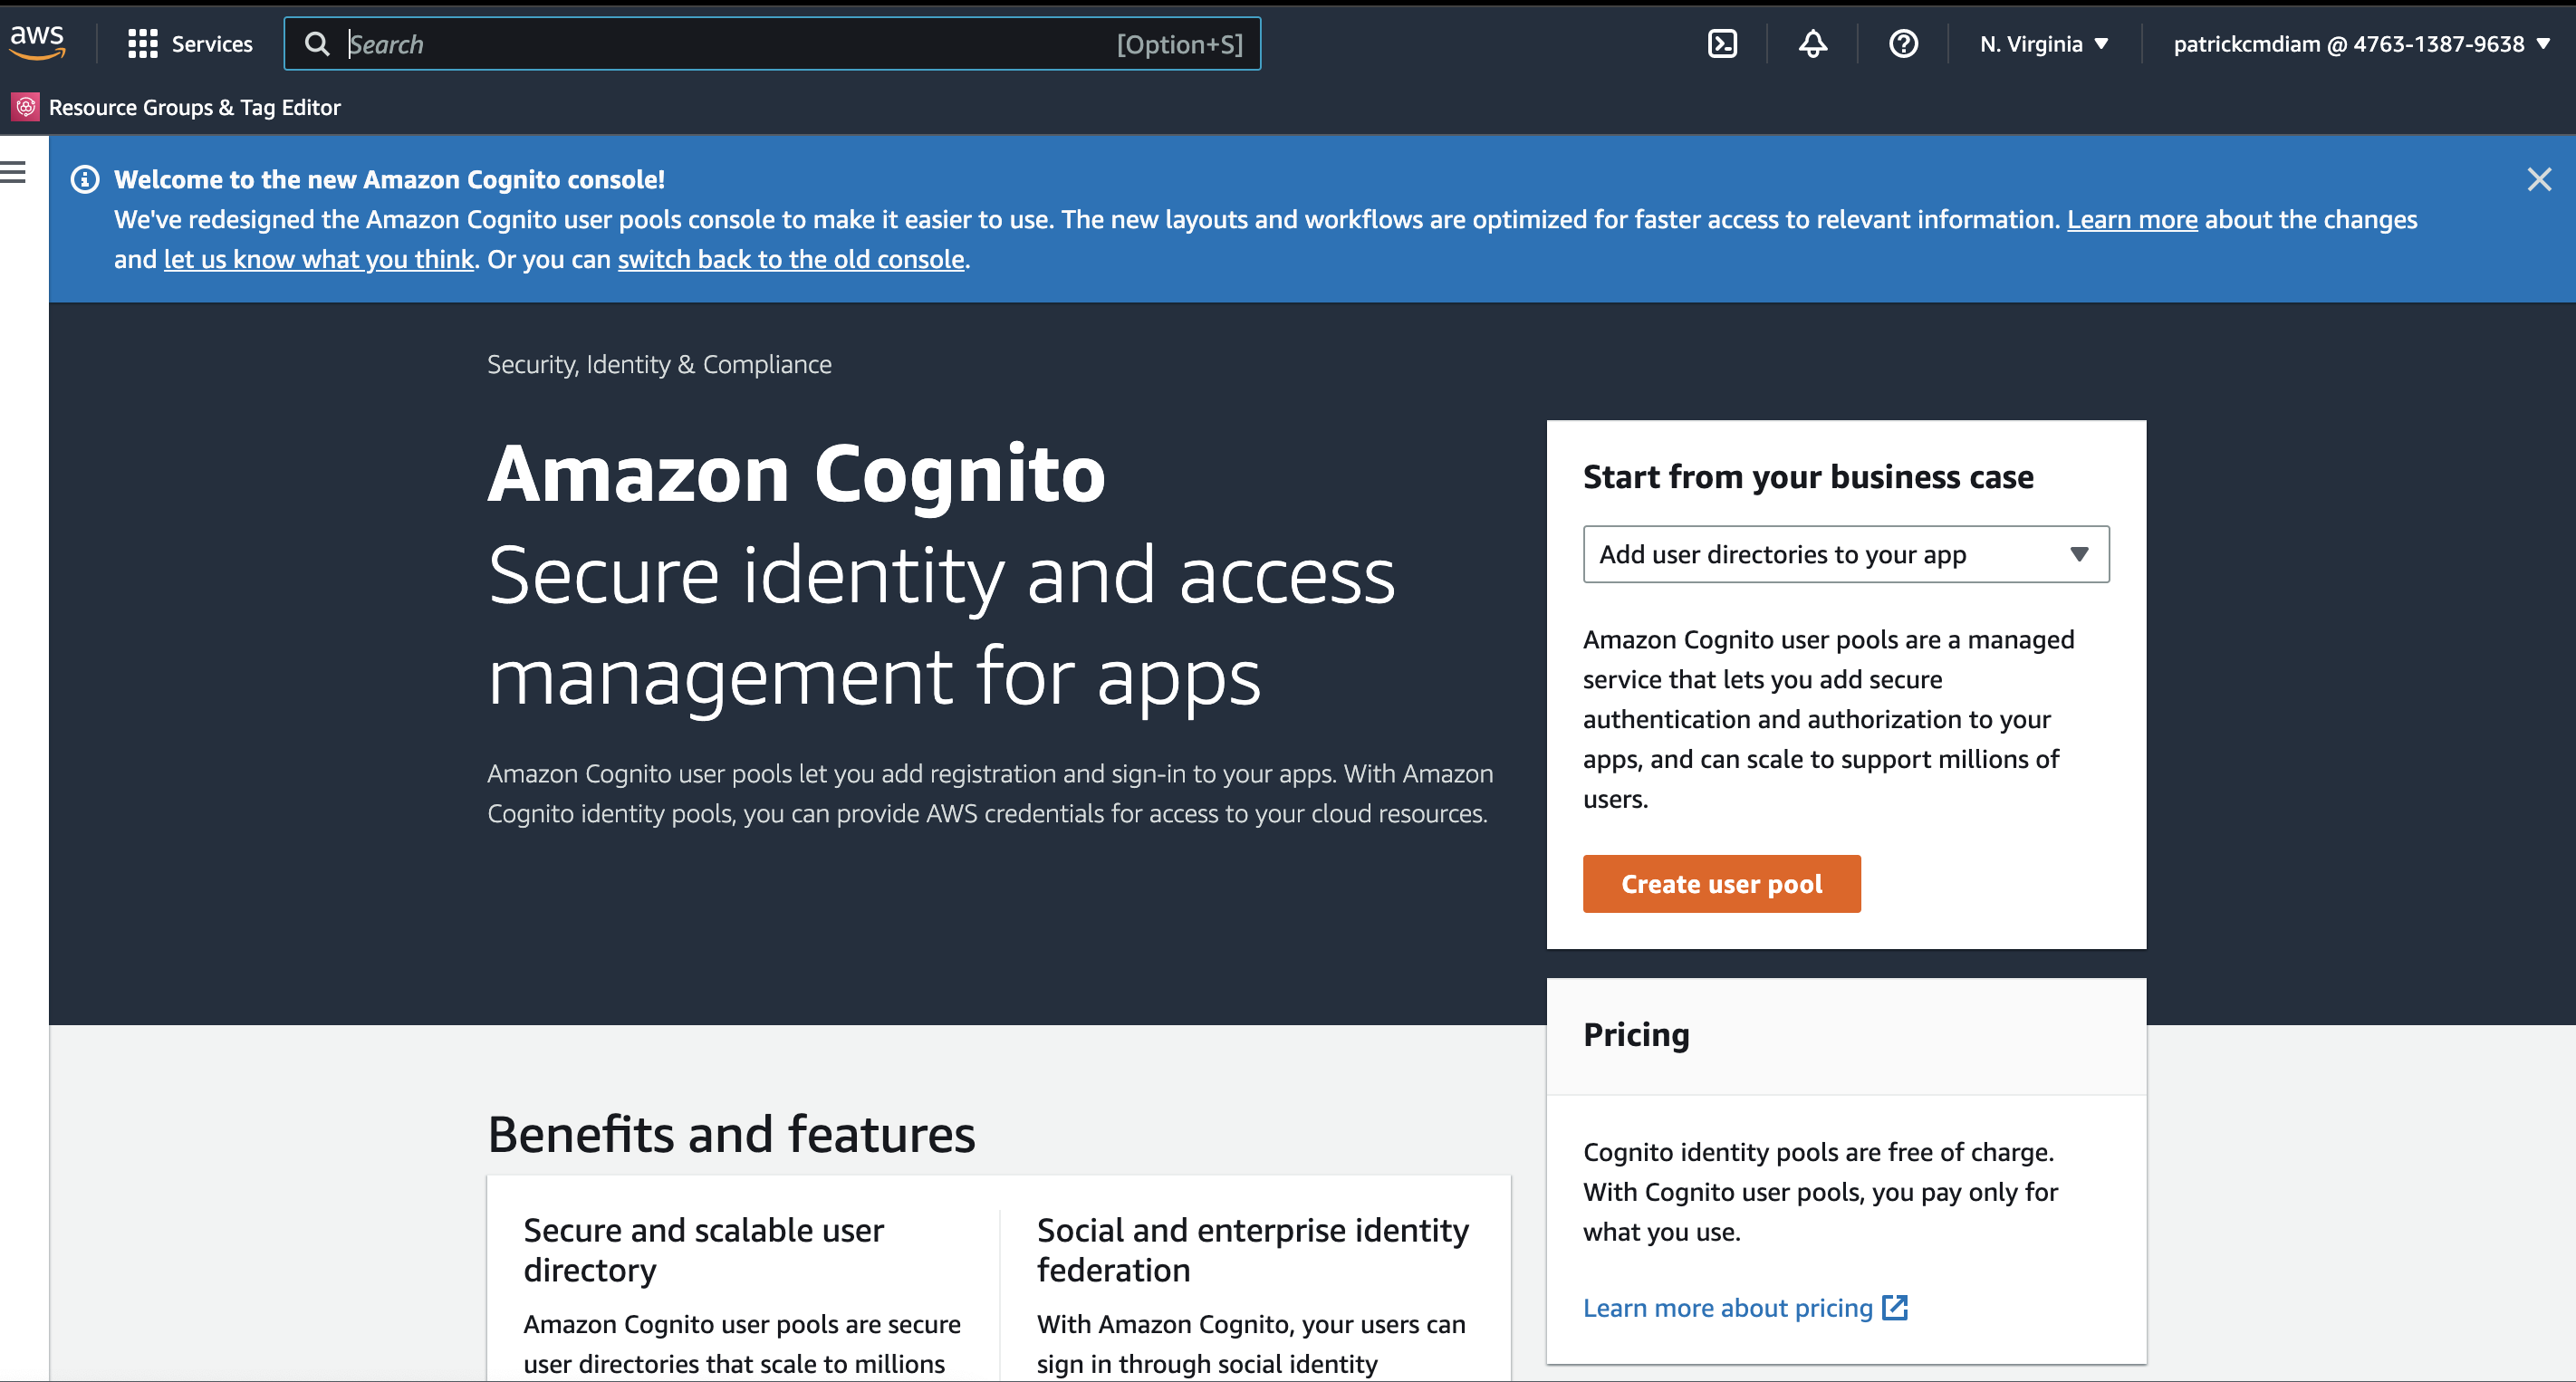 aws
Services
Search
[Option+S]
N. Virginia
patrickcmdiam @ 4763-1387-9638
Resource Groups & Tag Editor
Welcome to the new Amazon Cognito console!
We've redesigned the Amazon Cognito user pools console to make it easier to use. The new layouts and workflows are optimized for faster access to relevant information. Learn more about the changes
and let us know what you think. Or you can switch back to the old console.
Security, Identity & Compliance
Amazon Cognito
Secure identity and access
management for apps
Amazon Cognito user pools let you add registration and sign-in to your apps. With Amazon
Cognito identity pools, you can provide AWS credentials for access to your cloud resources.
Start from your business case
Add user directories to your app
Amazon Cognito user pools are a managed
service that lets you add secure
authentication and authorization to your
apps, and can scale to support millions of
users.
Create user pool
Pricing
Cognito identity pools are free of charge.
With Cognito user pools, you pay only for
what you use.
Learn more about pricing
Benefits and features
Secure and scalable user
directory
Amazon Cognito user pools are secure
user directories that scale to millions
Social and enterprise identity
federation
With Amazon Cognito, your users can
sign in through social identity